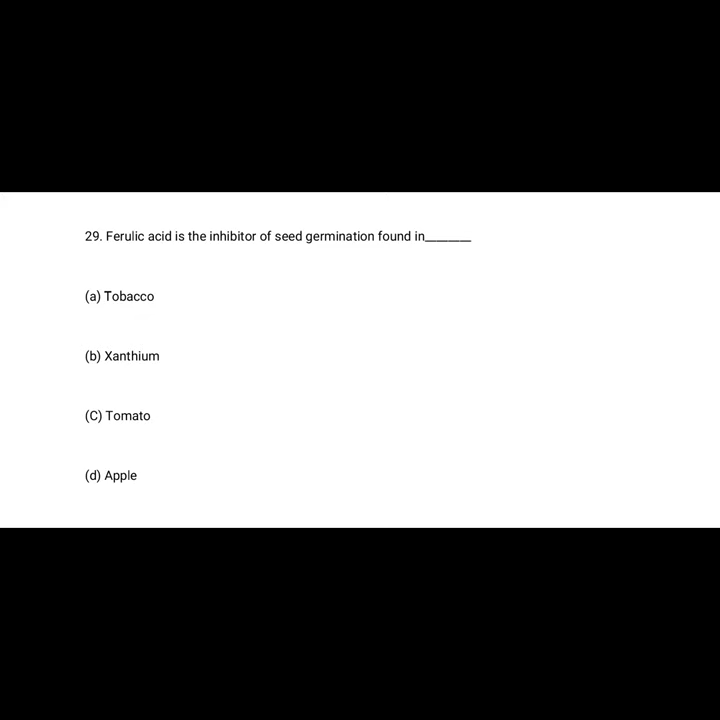 29. Ferulic acid is the inhibitor of seed germination found in_______
(a) Tobacco
(b) Xanthium
(C) Tomato
(d) Apple